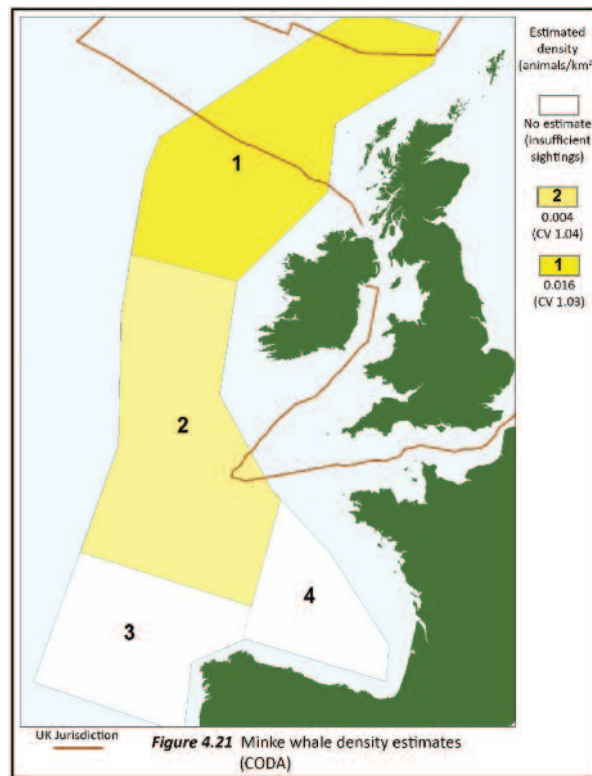 Estimated
density
(animals/km²)
No estimate
(insufficient
sightings)
2
0.004
(CV 1.04)
1
0.016
(CV 1.03)
1
2
3
4
UK Jurisdiction
Figure 4.21 Minke whale density estimates
(CODA)